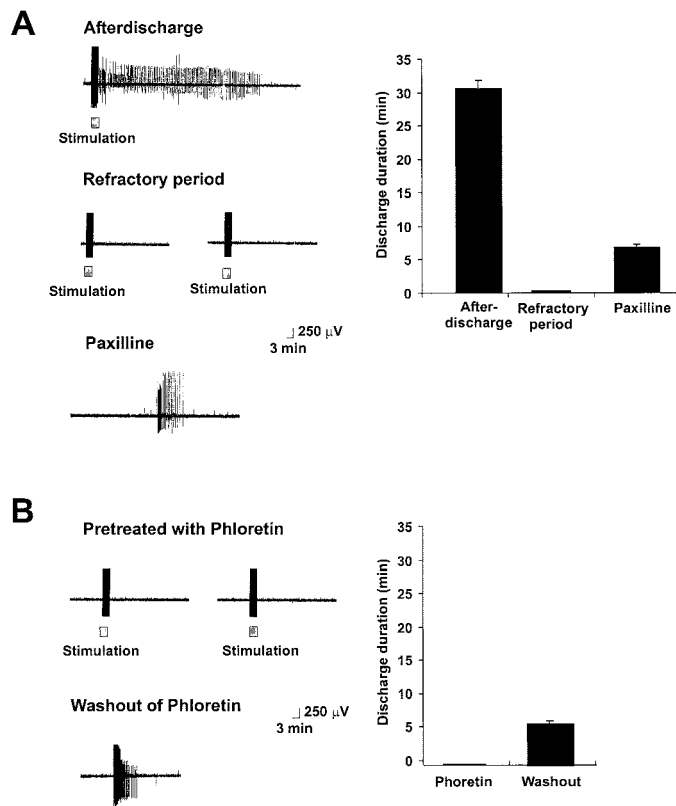 A
Afterdischarge
Stimulation
Refractory period
Stimulation
Stimulation
Paxilline
250 μV
3 min
Discharge duration (min)
35
30
25
20
15
10
5
0
After-
discharge
Refractory
period
Paxilline
B
Pretreated with Phloretin
Stimulation
Stimulation
Washout of Phloretin
250 μV
3 min
Discharge duration (min)
35
30
25
20
15
10
5
0
Phoretin
Washout